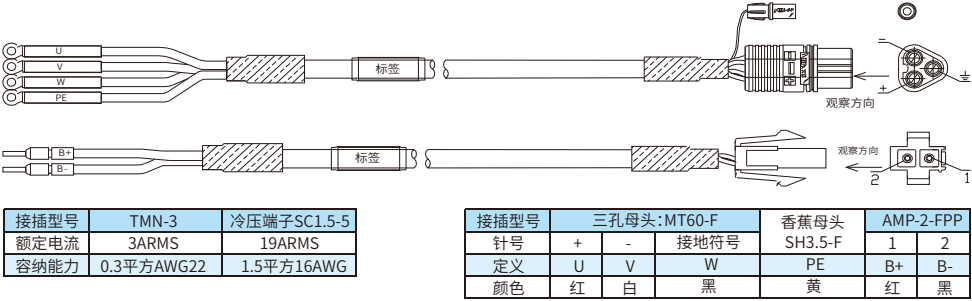 U
V
W
PE
标签
观察方向
-
+
B+
B-
标签
观察方向
2
1
接插型号 TMN-3 冷压端子SC1.5-5
额定电流 3ARMS 19ARMS
容纳能力 0.3平方AWG22 1.5平方16AWG
接插型号 三孔母头:MT60-F 香蕉母头 SH3.5-F AMP-2-FPP
针号 + - 接地符号 1 2
定义 U V W PE B+ B-
颜色 红 白 黑 黄 红 黑